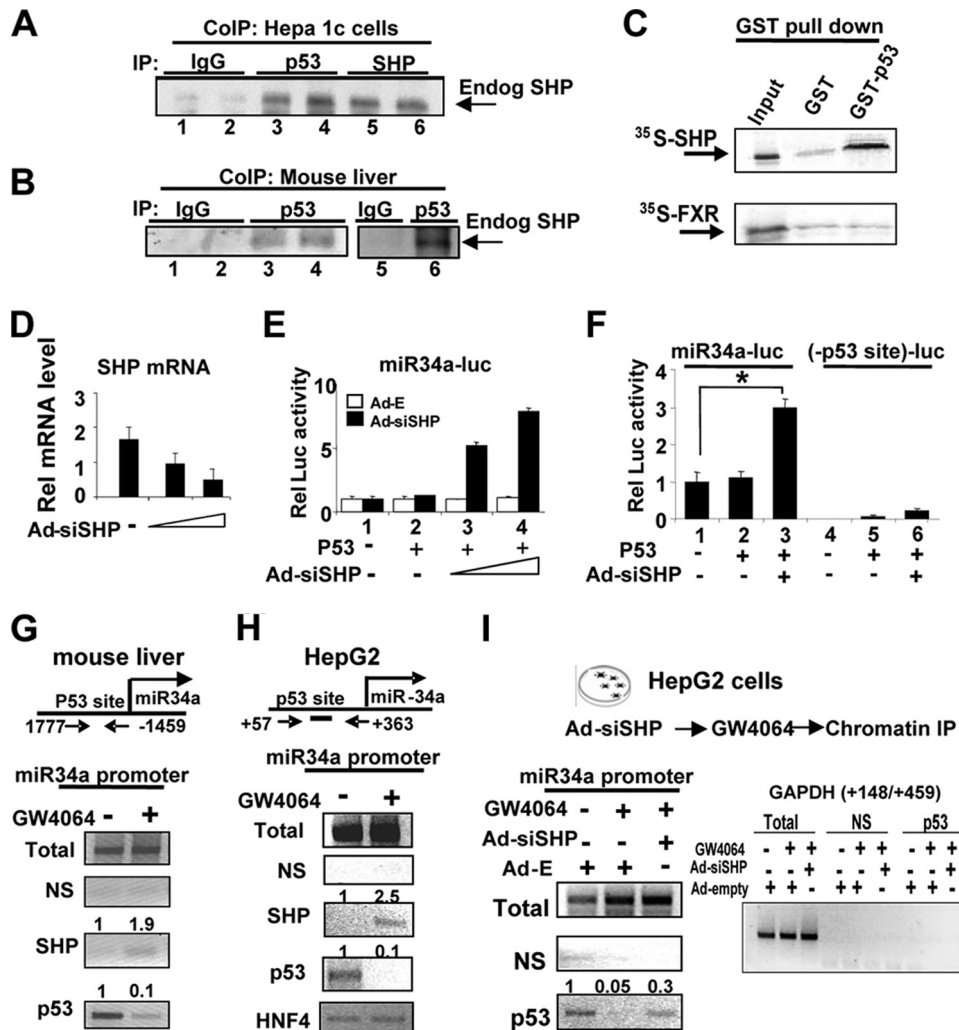 A
CoIP: Hepa 1c cells
IP: IgG p53 SHP
Endog SHP
1 2 3 4 5 6
B
CoIP: Mouse liver
IP: IgG p53 IgG p53
Endog SHP
1 2 3 4 5 6
C
GST pull down
Input GST GST-p53
35S-SHP
35S-FXR
D
SHP mRNA
Rel mRNA level
3
2
1
0
Ad-siSHP -
E
miR34a-luc
Rel Luc activity
10
5
0
Ad-E
Ad-siSHP
1 2 3 4
P53 - + + +
Ad-siSHP - -
F
miR34a-luc (-p53 site)-luc
Rel Luc activity
4
3
2
1
0
*
1 2 3 4 5 6
P53 - + + - + +
Ad-siSHP - - + - - +
G
mouse liver
P53 site miR34a
1777 -1459
miR34a promoter
GW4064 - +
Total
NS
1 1.9
SHP
1 0.1
p53
H
HepG2
p53 site miR-34a
+57 +363
miR34a promoter
GW4064
- +
Total
NS
1 2.5
SHP
1 0.1
p53
HNF4
I
HepG2 cells
Ad-siSHP GW4064 Chromatin IP
miR34a promoter
GW4064 - + +
Ad-siSHP - - +
Ad-E + + -
Total
NS
1 0.05 0.3
p53
GAPDH (+148/+459)
Total NS p53
GW4064 - + + - + + - + +
Ad-siSHP - - + - - + - - +
Ad-empty + + - + + - + + -